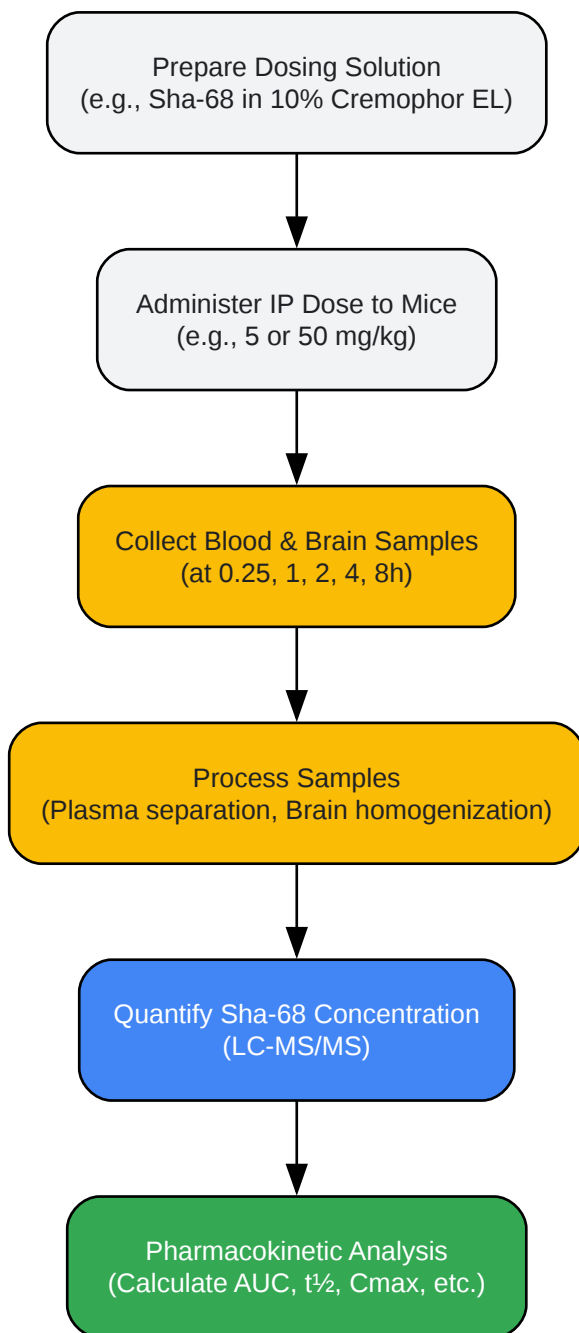 Prepare Dosing Solution
(e.g., Sha-68 in 10% Cremophor EL)
Administer IP Dose to Mice
(e.g., 5 or 50 mg/kg)
Collect Blood & Brain Samples
(at 0.25, 1, 2, 4, 8h)
Process Samples
(Plasma separation, Brain homogenization)
Quantify Sha-68 Concentration
(LC-MS/MS)
Pharmacokinetic Analysis
(Calculate AUC, t½, Cmax, etc.)